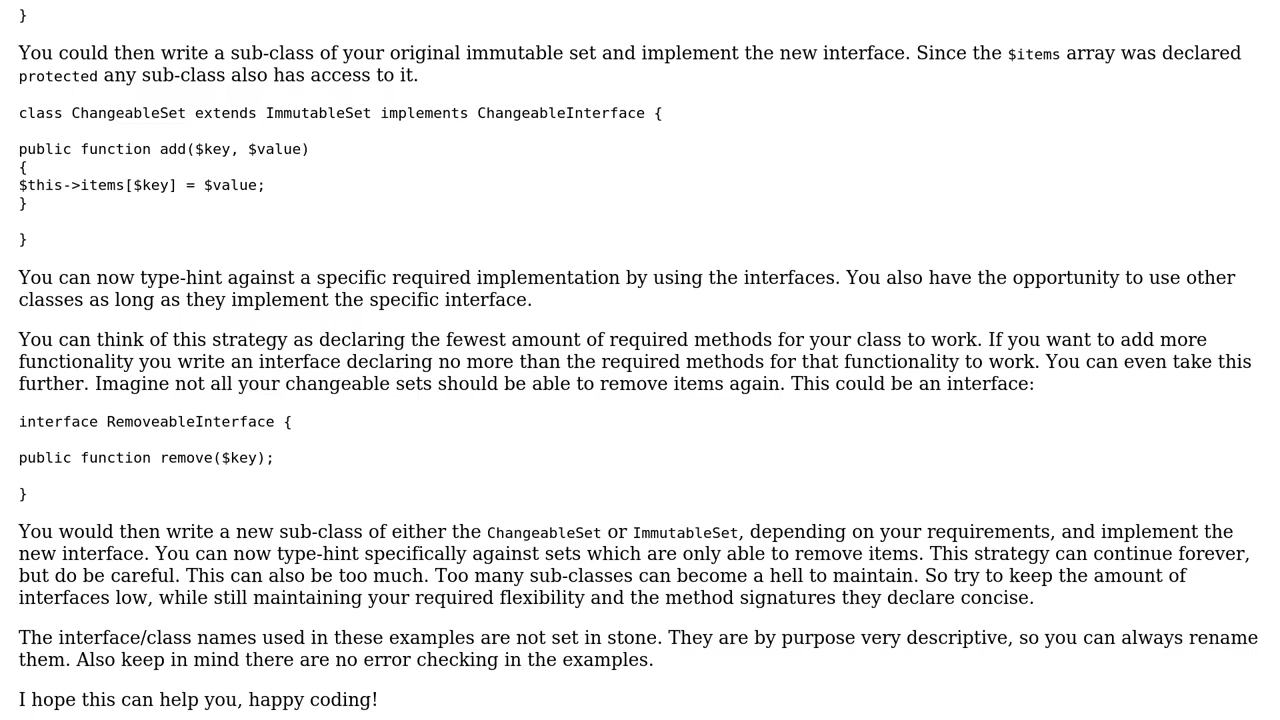 }
You could then write a sub-class of your original immutable set and implement the new interface. Since the $items array was declared
protected any sub-class also has access to it.
class ChangeableSet extends ImmutableSet implements ChangeableInterface {
public function add($key, $value)
{
$this->items[$key] = $value;
}
}
You can now type-hint against a specific required implementation by using the interfaces. You also have the opportunity to use other
classes as long as they implement the specific interface.
You can think of this strategy as declaring the fewest amount of required methods for your class to work. If you want to add more
functionality you write an interface declaring no more than the required methods for that functionality to work. You can even take this
further. Imagine not all your changeable sets should be able to remove items again. This could be an interface:
interface RemoveableInterface {
public function remove($key);
}
You would then write a new sub-class of either the ChangeableSet or ImmutableSet, depending on your requirements, and implement the
new interface. You can now type-hint specifically against sets which are only able to remove items. This strategy can continue forever,
but do be careful. This can also be too much. Too many sub-classes can become a hell to maintain. So try to keep the amount of
interfaces low, while still maintaining your required flexibility and the method signatures they declare concise.
The interface/class names used in these examples are not set in stone. They are by purpose very descriptive, so you can always rename
them. Also keep in mind there are no error checking in the examples.
I hope this can help you, happy coding!